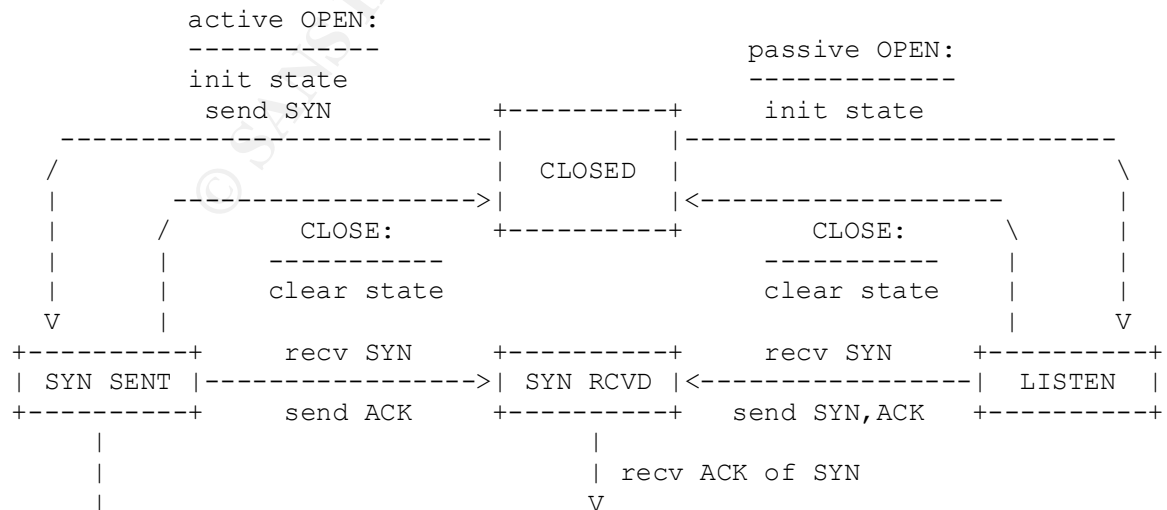 active OPEN:
------------
passive OPEN:
-------------
init state
send SYN
+----------+ init state
---------------------------| |---------------------------
/ | CLOSED | \
| ------------------->| |<------------------- |
| / CLOSE: +----------+ CLOSE: \ |
| | ----------- ----------- | |
| | clear state clear state | |
V | | V
+----------+ recv SYN +----------+ recv SYN +----------+
| SYN SENT |----------------->| SYN RCVD |<-----------------| LISTEN |
+----------+ send ACK +----------+ send SYN,ACK +----------+
| |
| | recv ACK of SYN
| V
© SANS